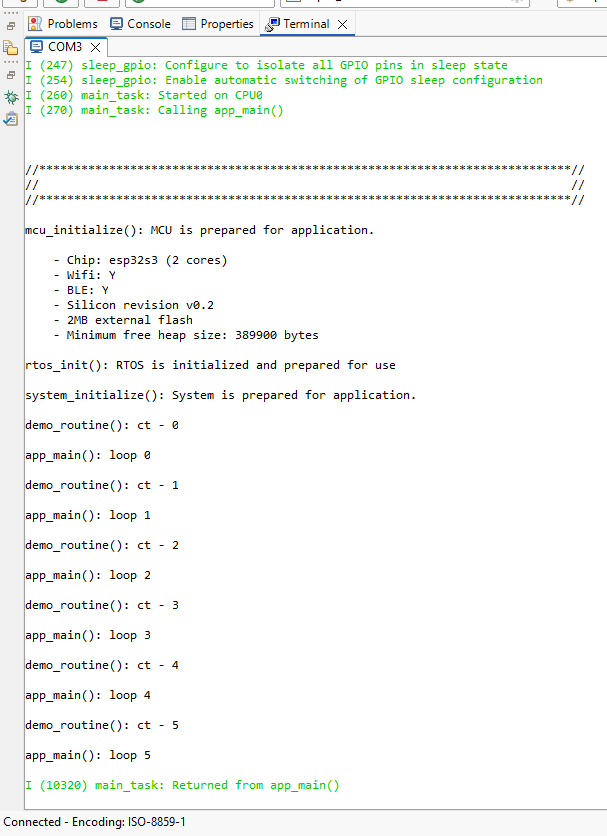 Problems Console Properties Terminal
COM3
I (247) sleep_gpio: Configure to isolate all GPIO pins in sleep state
I (254) sleep_gpio: Enable automatic switching of GPIO sleep configuration
I (260) main_task: Started on CPU0
I (270) main_task: Calling app_main()
//****************************************************************************//
// //
//****************************************************************************//
mcu_initialize(): MCU is prepared for application.
- Chip: esp32s3 (2 cores)
- Wifi: Y
- BLE: Y
- Silicon revision v0.2
- 2MB external flash
- Minimum free heap size: 389900 bytes
rtos_init(): RTOS is initialized and prepared for use
system_initialize(): System is prepared for application.
demo_routine(): ct - 0
app_main(): loop 0
demo_routine(): ct - 1
app_main(): loop 1
demo_routine(): ct - 2
app_main(): loop 2
demo_routine(): ct - 3
app_main(): loop 3
demo_routine(): ct - 4
app_main(): loop 4
demo_routine(): ct - 5
app_main(): loop 5
I (10320) main_task: Returned from app_main()
Connected - Encoding: ISO-8859-1